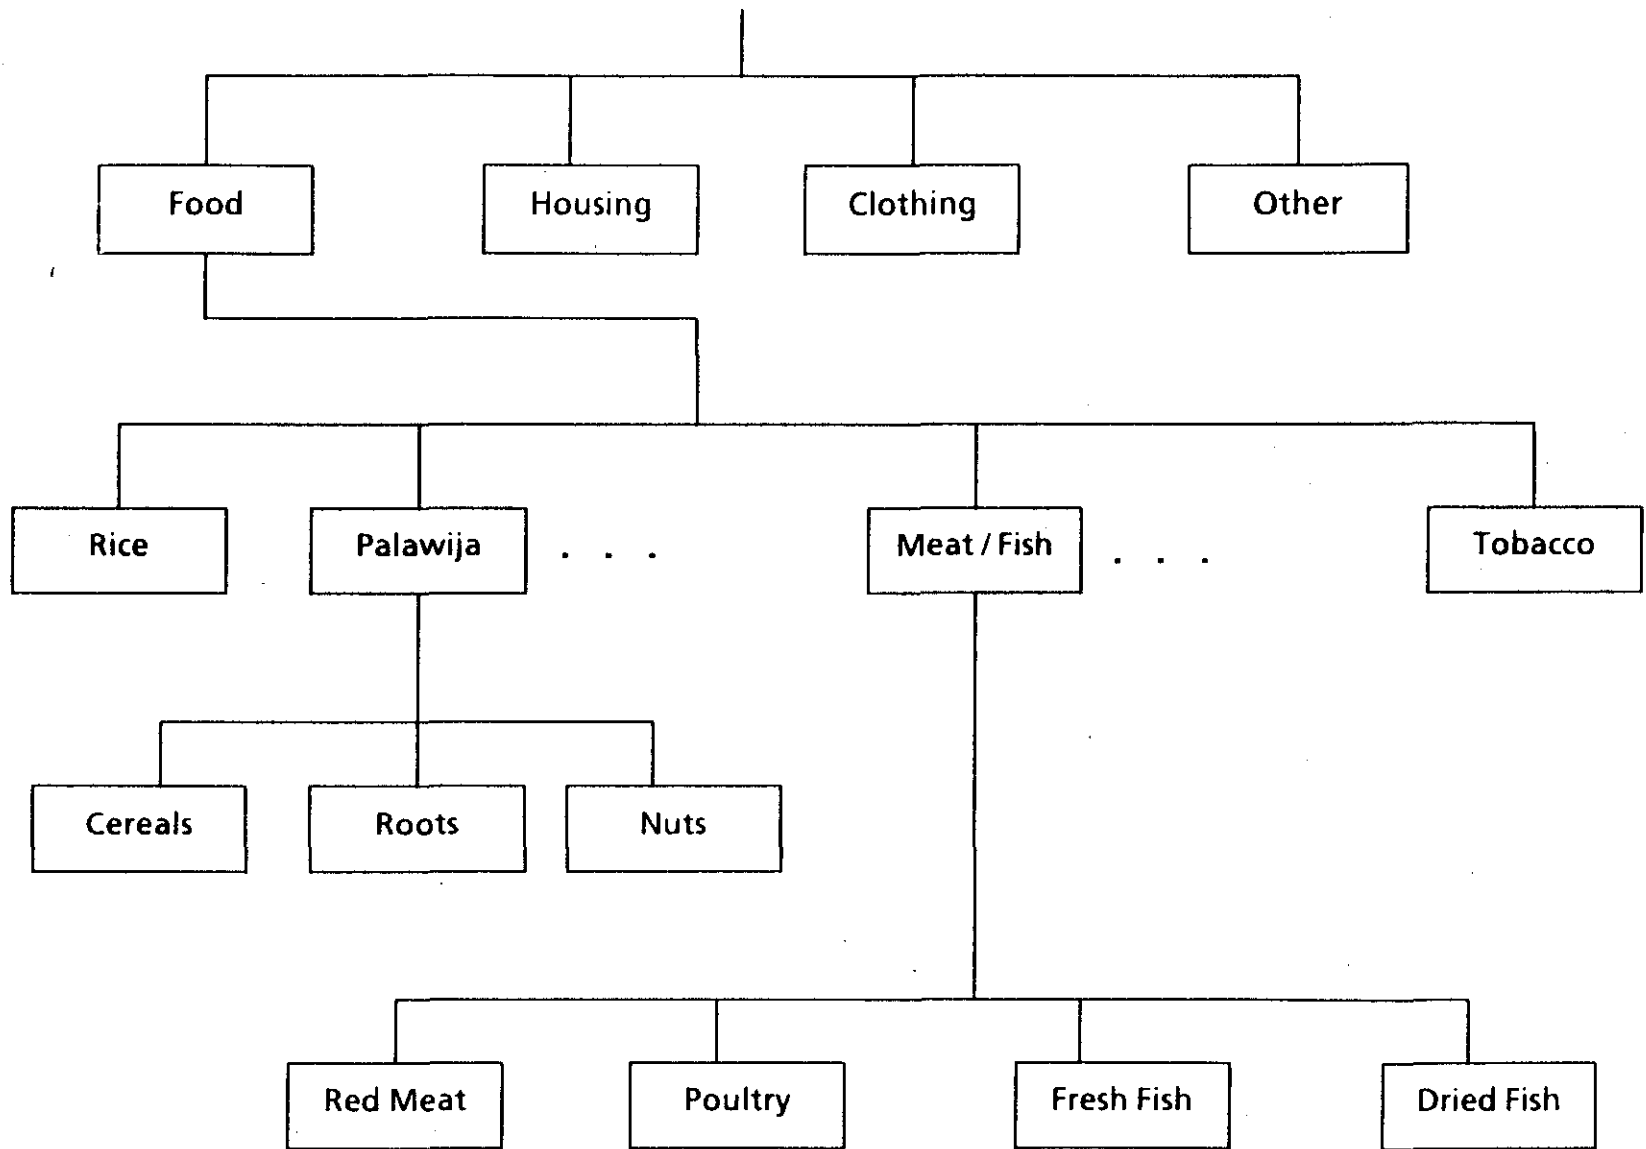 Food Housing Clothing Other
Rice Palawija . . . Meat / Fish . . . Tobacco
Cereals Roots Nuts
Red Meat Poultry Fresh Fish Dried Fish